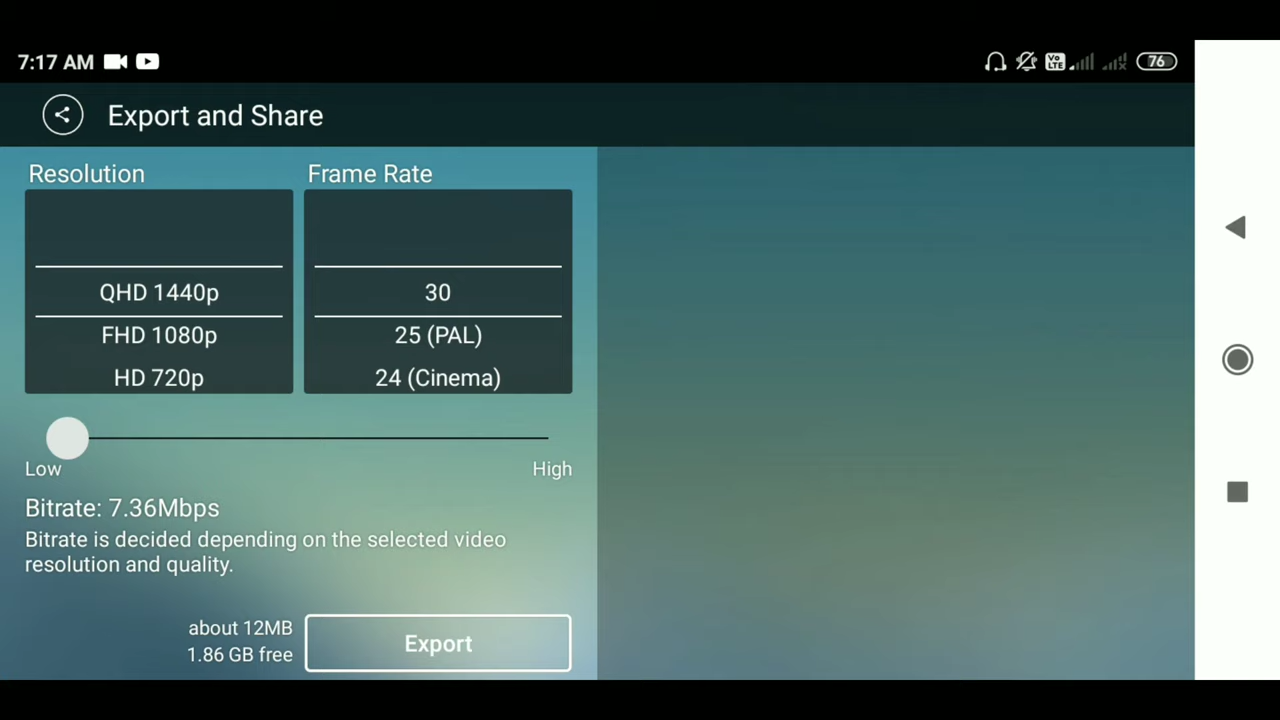 7:17 AM
Vo LTE
76
Export and Share
Resolution
Frame Rate
QHD 1440p
30
FHD 1080p
25 (PAL)
HD 720p
24 (Cinema)
Low
High
Bitrate: 7.36Mbps
Bitrate is decided depending on the selected video
resolution and quality.
about 12MB
1.86 GB free
Export